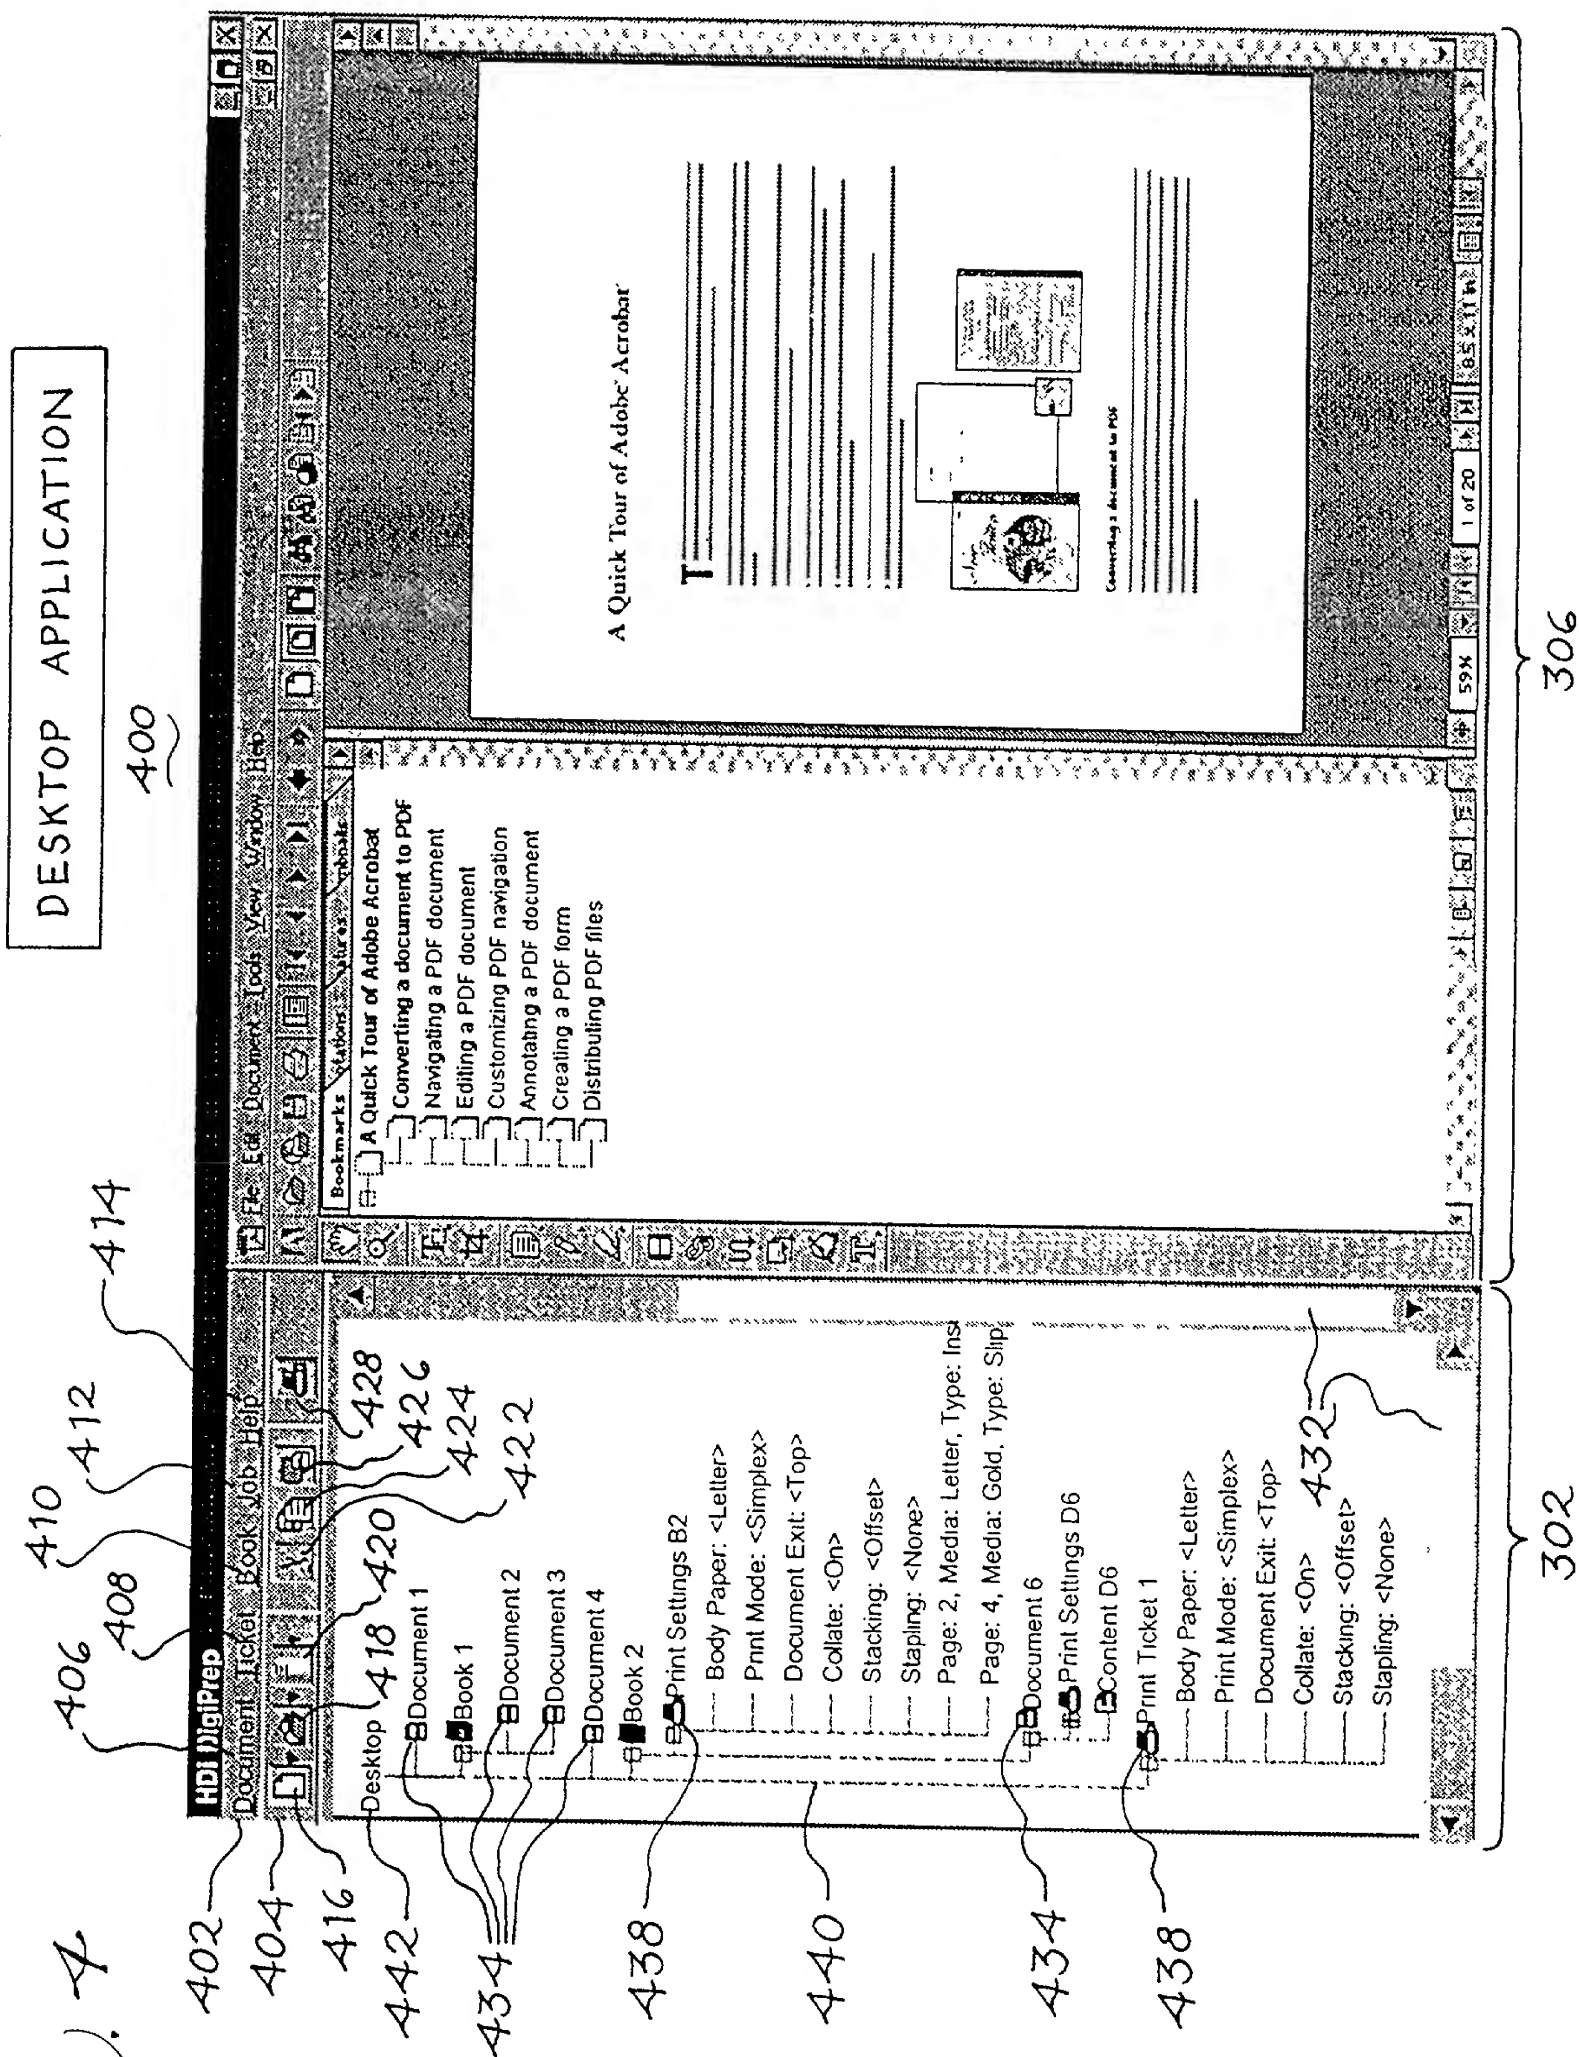 DESKTOP APPLICATION
400
406
408
410
412
414
402
404
416
HDI DigiPrep
Document Ticket Book Job Help
File Edit Document Tools View Window Help
418
420
422
424
426
428
442
434
438
440
434
438
432
Desktop
Document 1
Book 1
Document 2
Document 3
Document 4
Book 2
Print Settings B2
Body Paper: <Letter>
Print Mode: <Simplex>
Document Exit: <Top>
Collate: <On>
Stacking: <Offset>
Stapling: <None>
Page: 2, Media: Letter, Type: Ins
Page: 4, Media: Gold, Type: Slip
Document 6
Print Settings D6
Content D6
Print Ticket 1
Body Paper: <Letter>
Print Mode: <Simplex>
Document Exit: <Top>
Collate: <On>
Stacking: <Offset>
Stapling: <None>
Bookmarks
A Quick Tour of Adobe Acrobat
Converting a document to PDF
Navigating a PDF document
Editing a PDF document
Customizing PDF navigation
Annotating a PDF document
Creating a PDF form
Distributing PDF files
A Quick Tour of Adobe Acrobat
T
Converting a document to PDF
59%
1 of 20
8.5 x 11 in
302
306
). 4